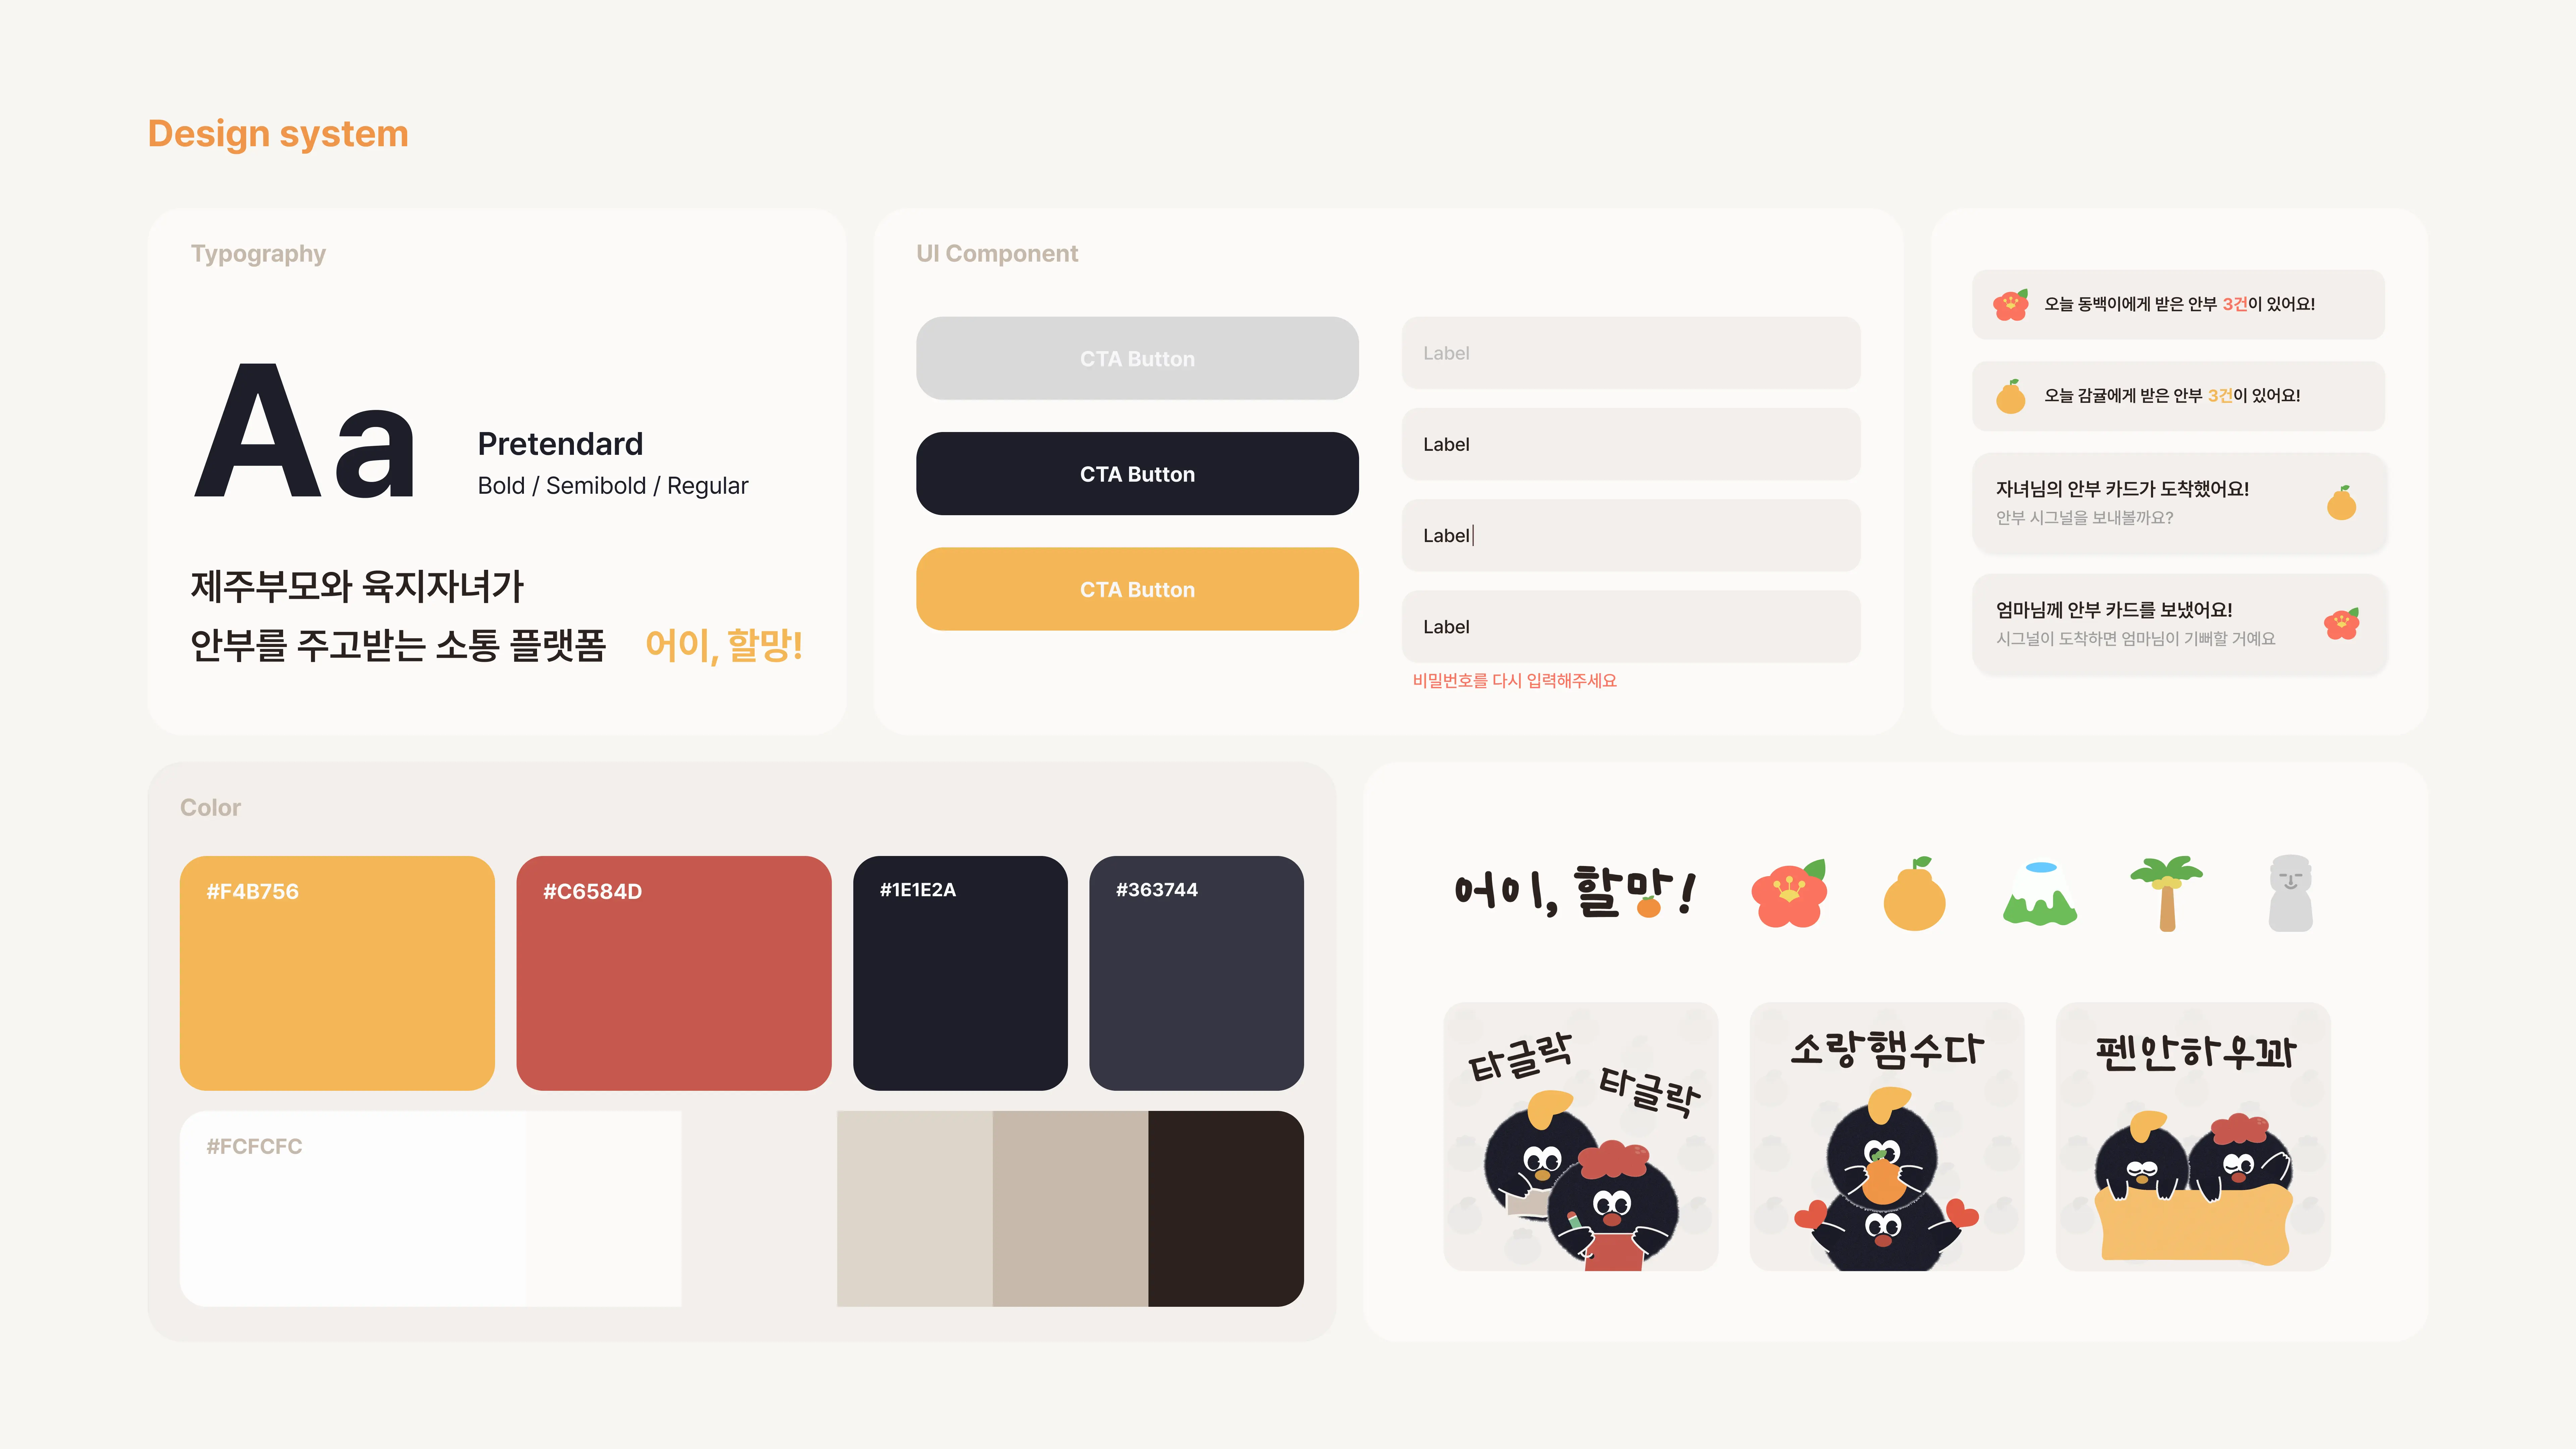 Design system
Typography
Aa
Pretendard
Bold / Semibold / Regular
제주부모와 육지자녀가
안부를 주고받는 소통 플랫폼 어이, 할망!
UI Component
CTA Button
CTA Button
CTA Button
Label
Label
Label
Label
비밀번호를 다시 입력해주세요
오늘 동백이에게 받은 안부 3건이 있어요!
오늘 감귤에게 받은 안부 3건이 있어요!
자녀님의 안부 카드가 도착했어요!
안부 시그널을 보내볼까요?
엄마님께 안부 카드를 보냈어요!
시그널이 도착하면 엄마님이 기뻐할 거예요
Color
#F4B756
#C6584D
#1E1E2A
#363744
#FCFCFC
어이, 할망!
타글락
타글락
소랑햄수다
펜안하우꽈